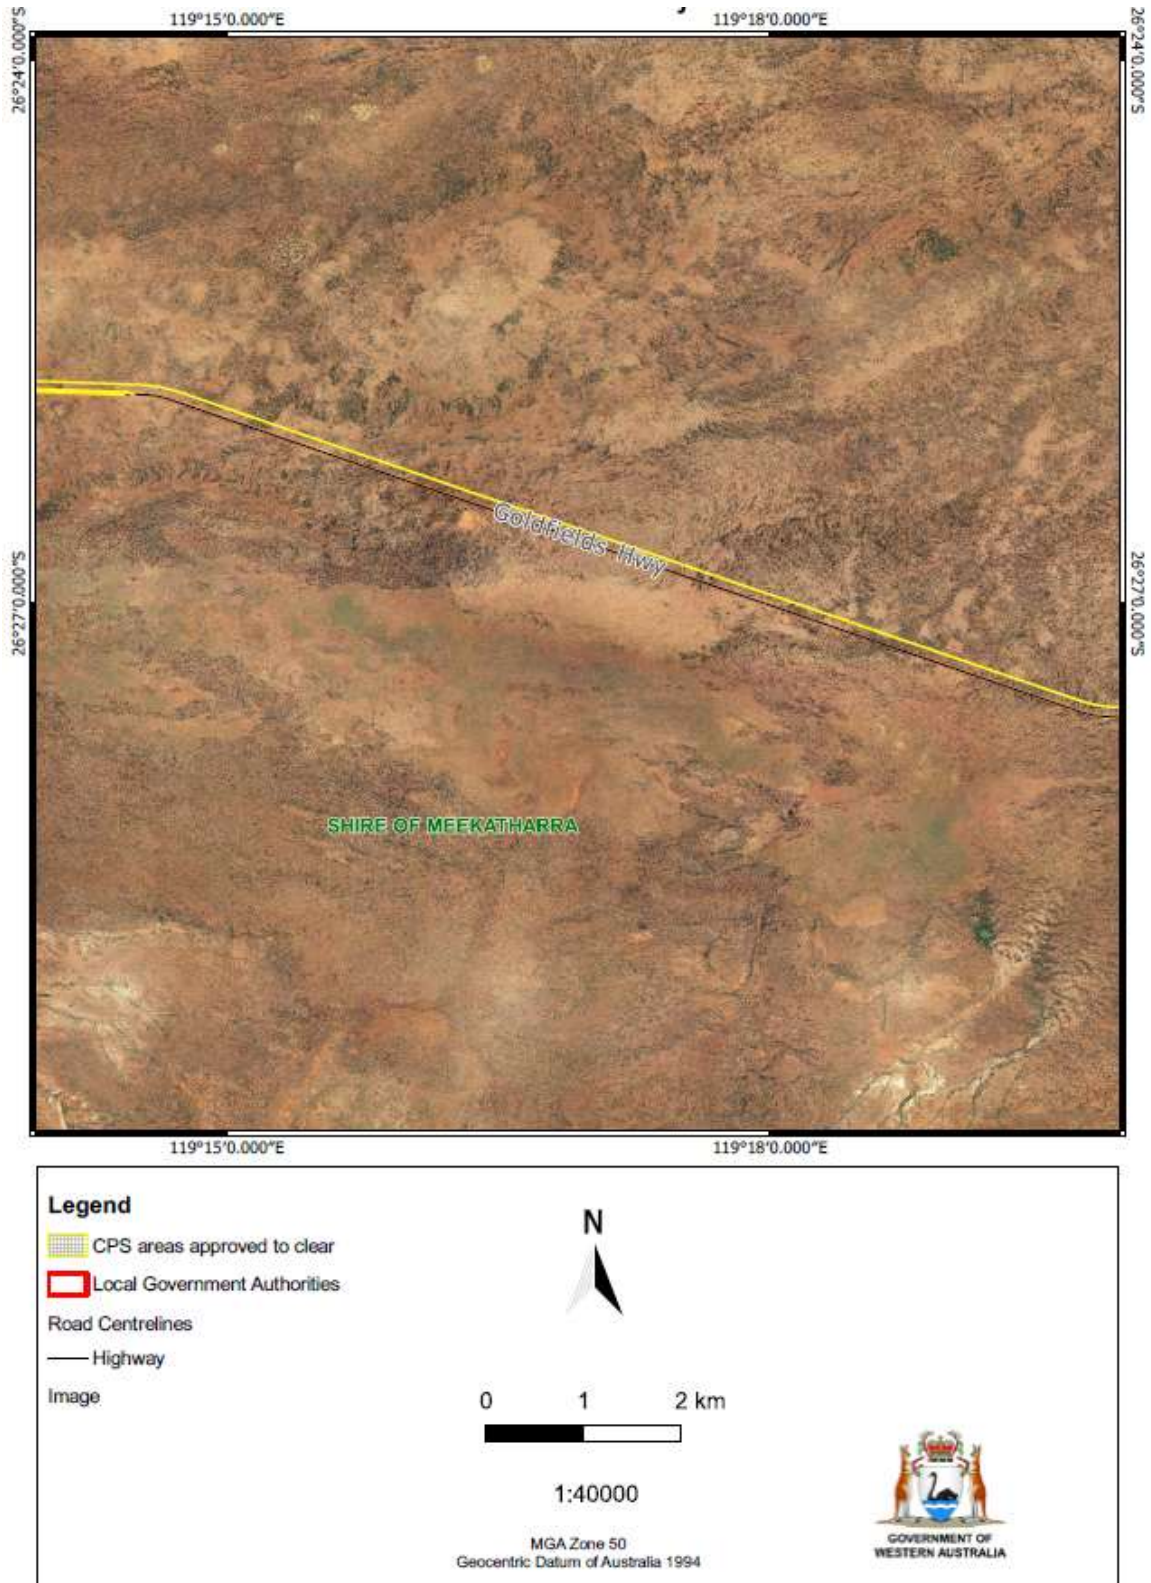 119°15'0.000"E 119°18'0.000"E
26°24'0.000"S 26°24'0.000"S
Goldfields Hwy
26°27'0.000"S 26°27'0.000"S
SHIRE OF MEEKATHARRA
119°15'0.000"E 119°18'0.000"E
Legend
CPS areas approved to clear
Local Government Authorities
Road Centrelines
Highway
Image
N
0 1 2 km
1:40000
MGA Zone 50
Geocentric Datum of Australia 1994
GOVERNMENT OF
WESTERN AUSTRALIA